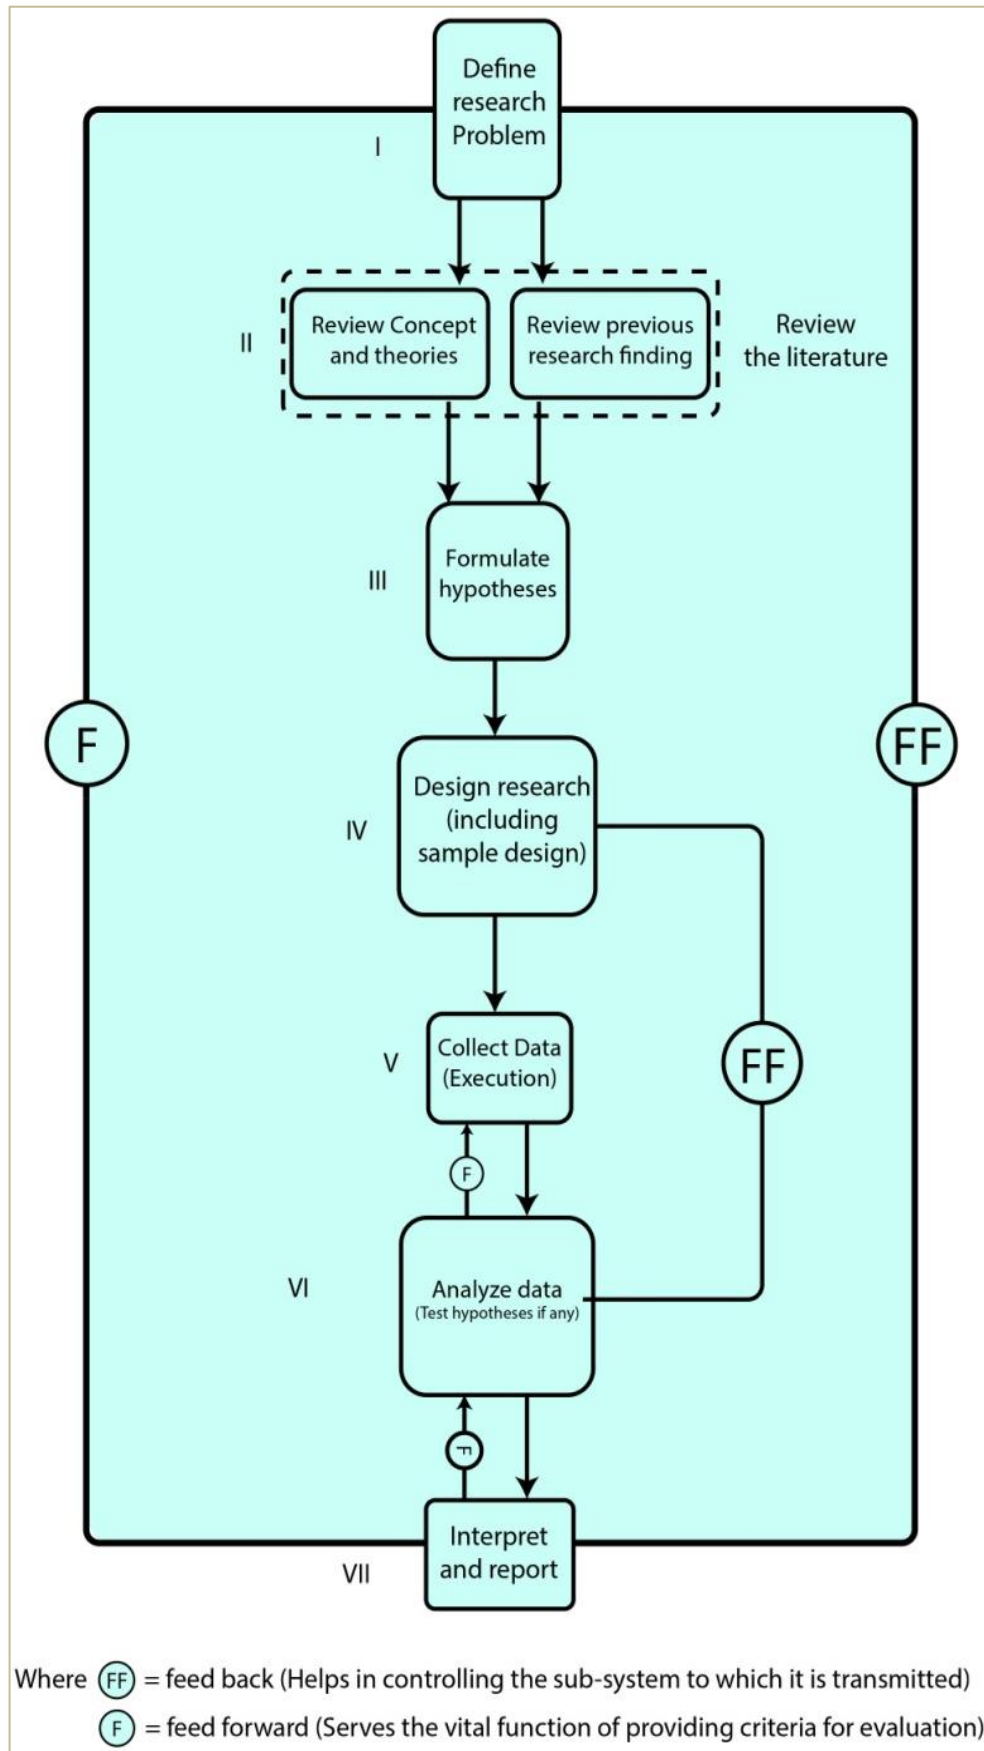 Define
research
Problem
I
II
Review Concept
and theories
Review previous
research finding
Review
the literature
III
Formulate
hypotheses
F
FF
IV
Design research
(including
sample design)
V
Collect Data
(Execution)
FF
F
VI
Analyze data
(Test hypotheses if any)
F
VII
Interpret
and report
Where FF = feed back (Helps in controlling the sub-system to which it is transmitted)
F = feed forward (Serves the vital function of providing criteria for evaluation)